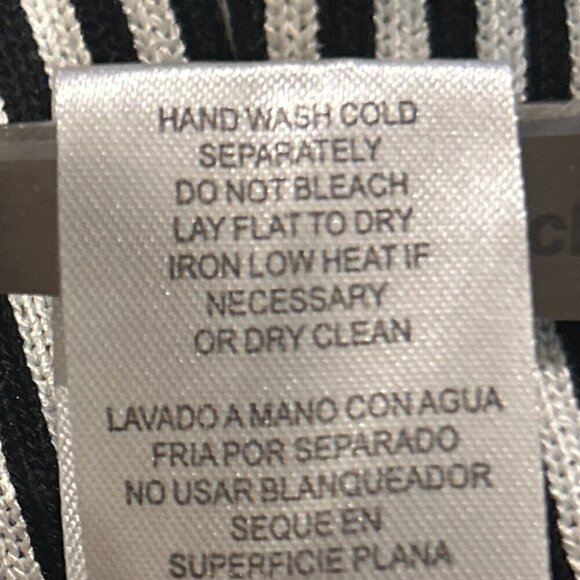 HAND WASH COLD
SEPARATELY
DO NOT BLEACH
LAY FLAT TO DRY
IRON LOW HEAT IF
NECESSARY
OR DRY CLEAN
LAVADO A MANO CON AGUA
FRIA POR SEPARADO
NO USAR BLANQUEADOR
SEQUE EN
SUPERFICIE PLANA